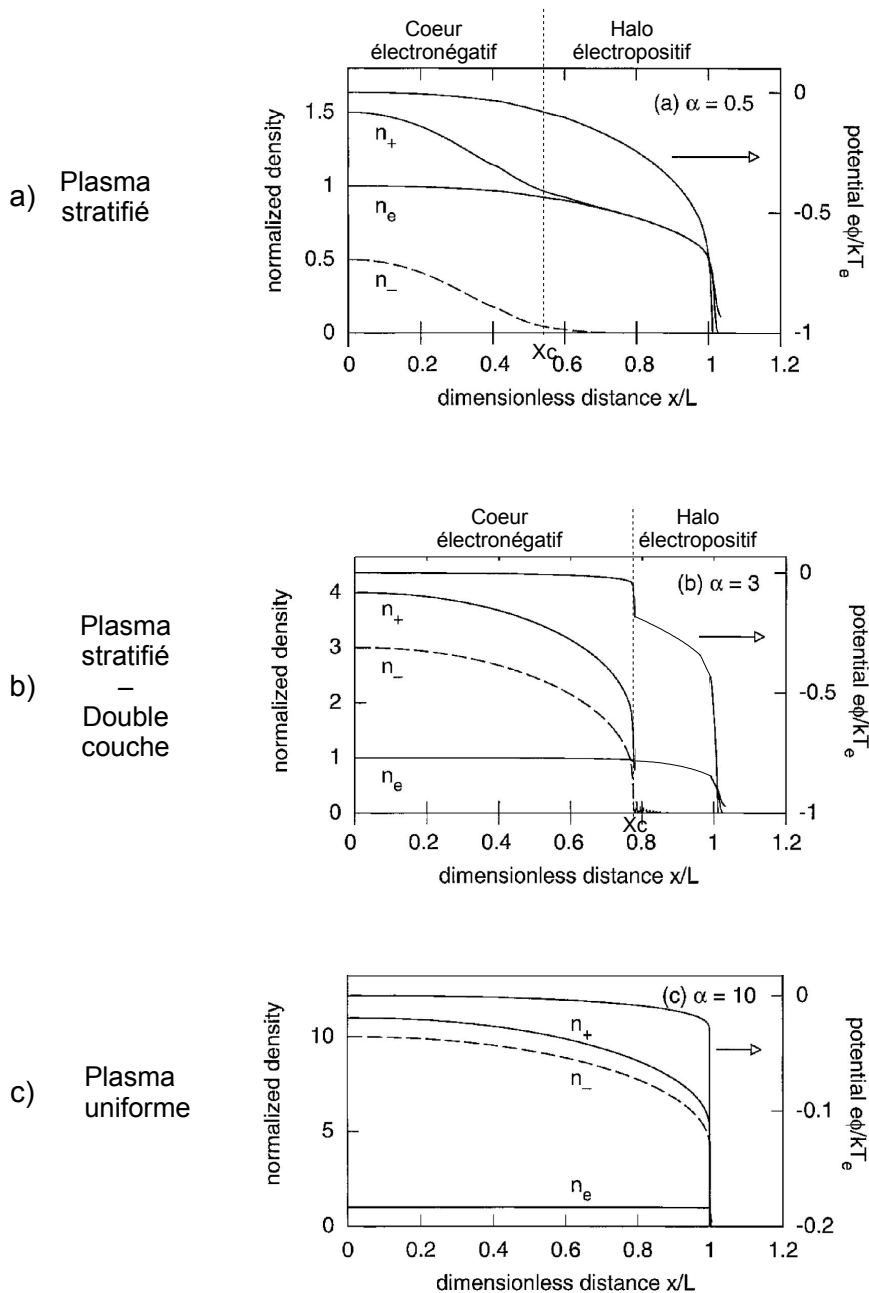 Coeur
électronégatif
Halo
électropositif
a) Plasma
stratifié
(a) α = 0.5
n+
ne
n_
normalized density
1.5
1
0.5
0
0
-0.5
-1
potential eϕ/kTe
Xc
0 0.2 0.4 0.6 0.8 1 1.2
dimensionless distance x/L
Coeur
électronégatif
Halo
électropositif
b) Plasma
stratifié
–
Double
couche
(b) α = 3
n+
n_
ne
normalized density
4
3
2
1
0
0
-0.5
-1
potential eϕ/kTe
Xc
0 0.2 0.4 0.6 0.8 1 1.2
dimensionless distance x/L
c) Plasma
uniforme
(c) α = 10
n+
n_
ne
normalized density
10
5
0
0
-0.1
-0.2
potential eϕ/kTe
0 0.2 0.4 0.6 0.8 1 1.2
dimensionless distance x/L